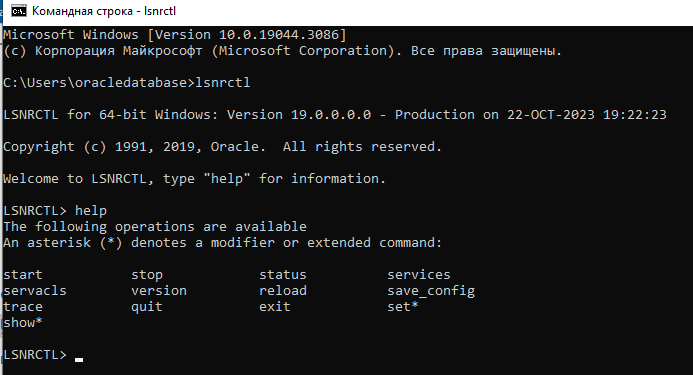 Командная строка - lsnrctl
Microsoft Windows [Version 10.0.19044.3086]
(c) Корпорация Майкрософт (Microsoft Corporation). Все права защищены.
C:\Users\oracledatabase>lsnrctl
LSNRCTL for 64-bit Windows: Version 19.0.0.0.0 - Production on 22-OCT-2023 19:22:23
Copyright (c) 1991, 2019, Oracle.  All rights reserved.
Welcome to LSNRCTL, type "help" for information.
LSNRCTL> help
The following operations are available
An asterisk (*) denotes a modifier or extended command:
start           stop            status          services
servacls        version         reload          save_config
trace           quit            exit            set*
show*
LSNRCTL>